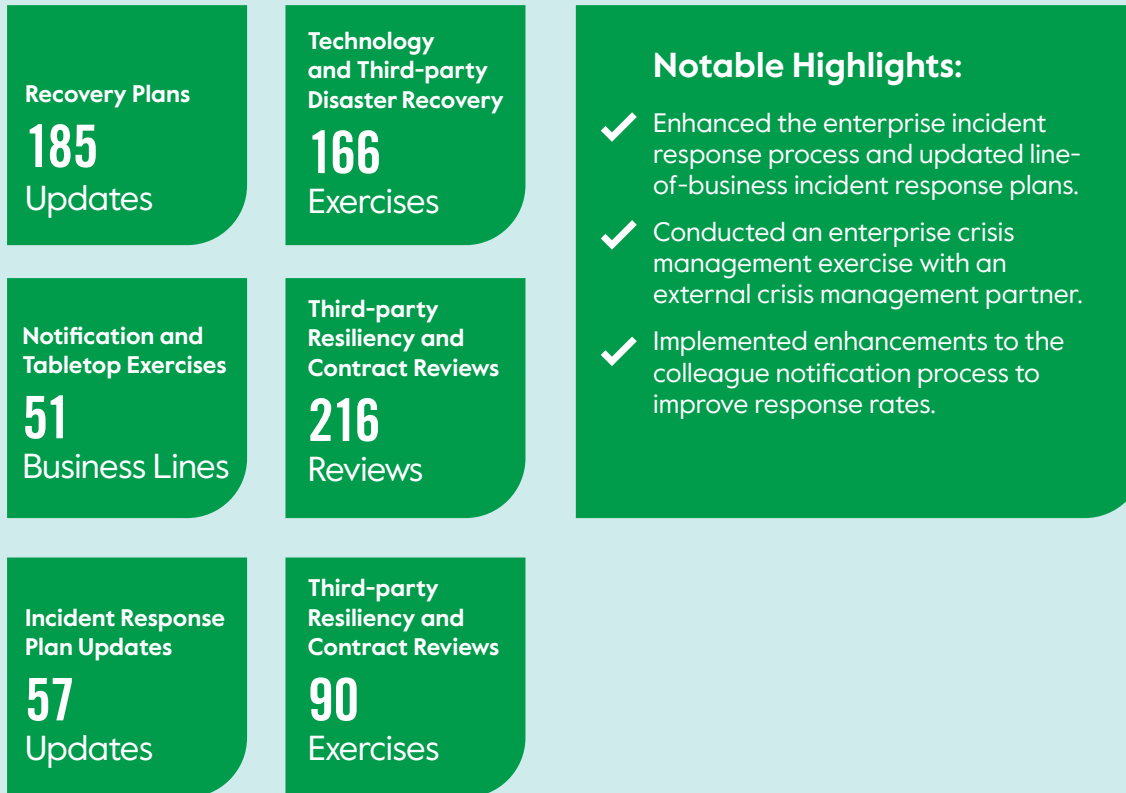 Recovery Plans
185
Updates
Technology
and Third-party
Disaster Recovery
166
Exercises
Notification and
Tabletop Exercises
51
Business Lines
Third-party
Resiliency and
Contract Reviews
216
Reviews
Incident Response
Plan Updates
57
Updates
Third-party
Resiliency and
Contract Reviews
90
Exercises
Notable Highlights:
Enhanced the enterprise incident
response process and updated line-
of-business incident response plans.
Conducted an enterprise crisis
management exercise with an
external crisis management partner.
Implemented enhancements to the
colleague notification process to
improve response rates.